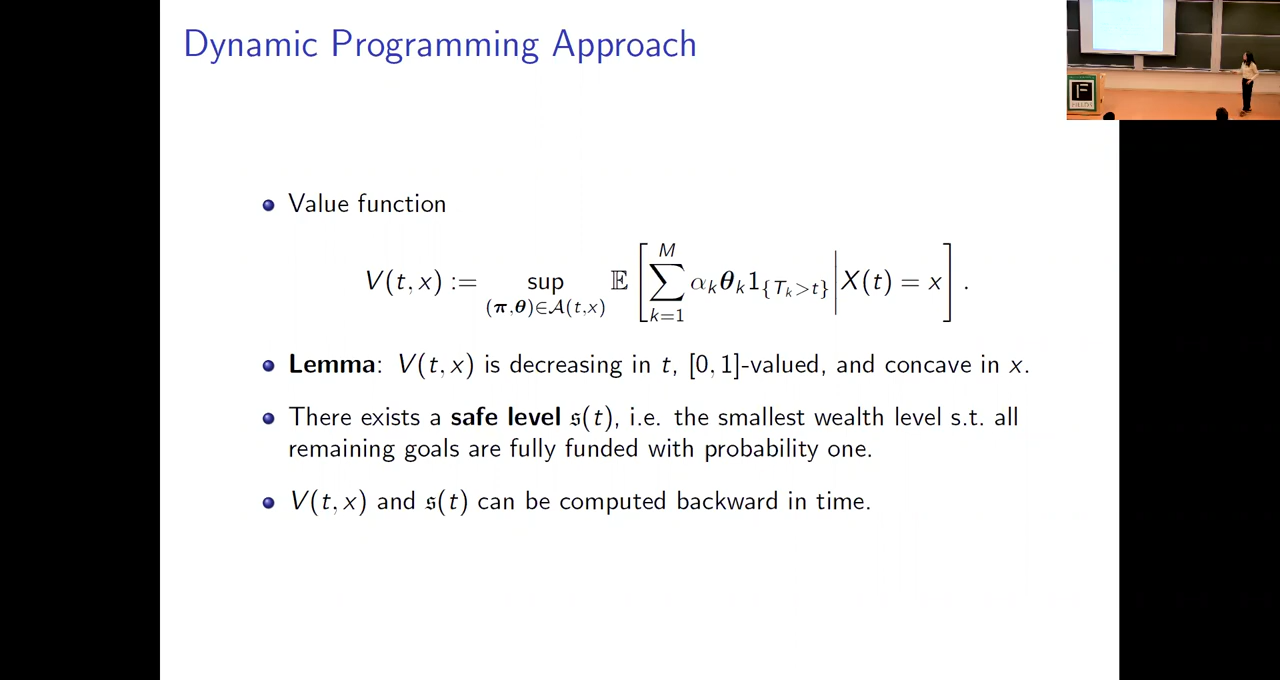 Dynamic Programming Approach
Value function
V(t, x) := sup_{(π,θ)∈A(t,x)} 𝔼 [ ∑_{k=1}^{M} α_k θ_k 1_{T_k>t} | X(t) = x ] .
Lemma: V(t, x) is decreasing in t, [0, 1]-valued, and concave in x.
There exists a safe level 𝔰(t), i.e. the smallest wealth level s.t. all
remaining goals are fully funded with probability one.
V(t, x) and 𝔰(t) can be computed backward in time.
F
FIELDS